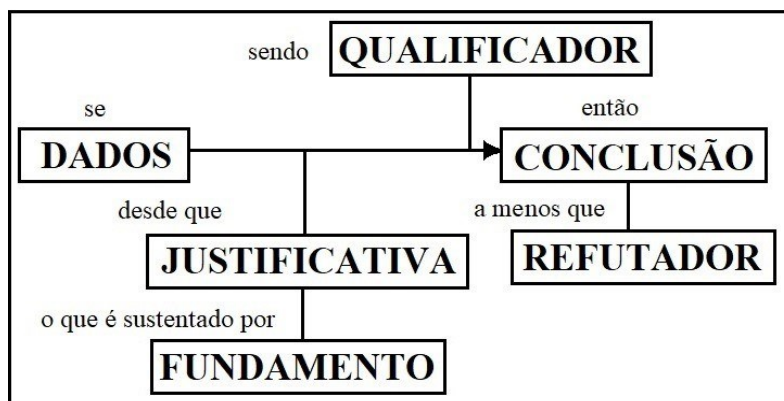 sendo QUALIFICADOR
se
então
DADOS
CONCLUSÃO
desde que
a menos que
JUSTIFICATIVA
REFUTADOR
o que é sustentado por
FUNDAMENTO